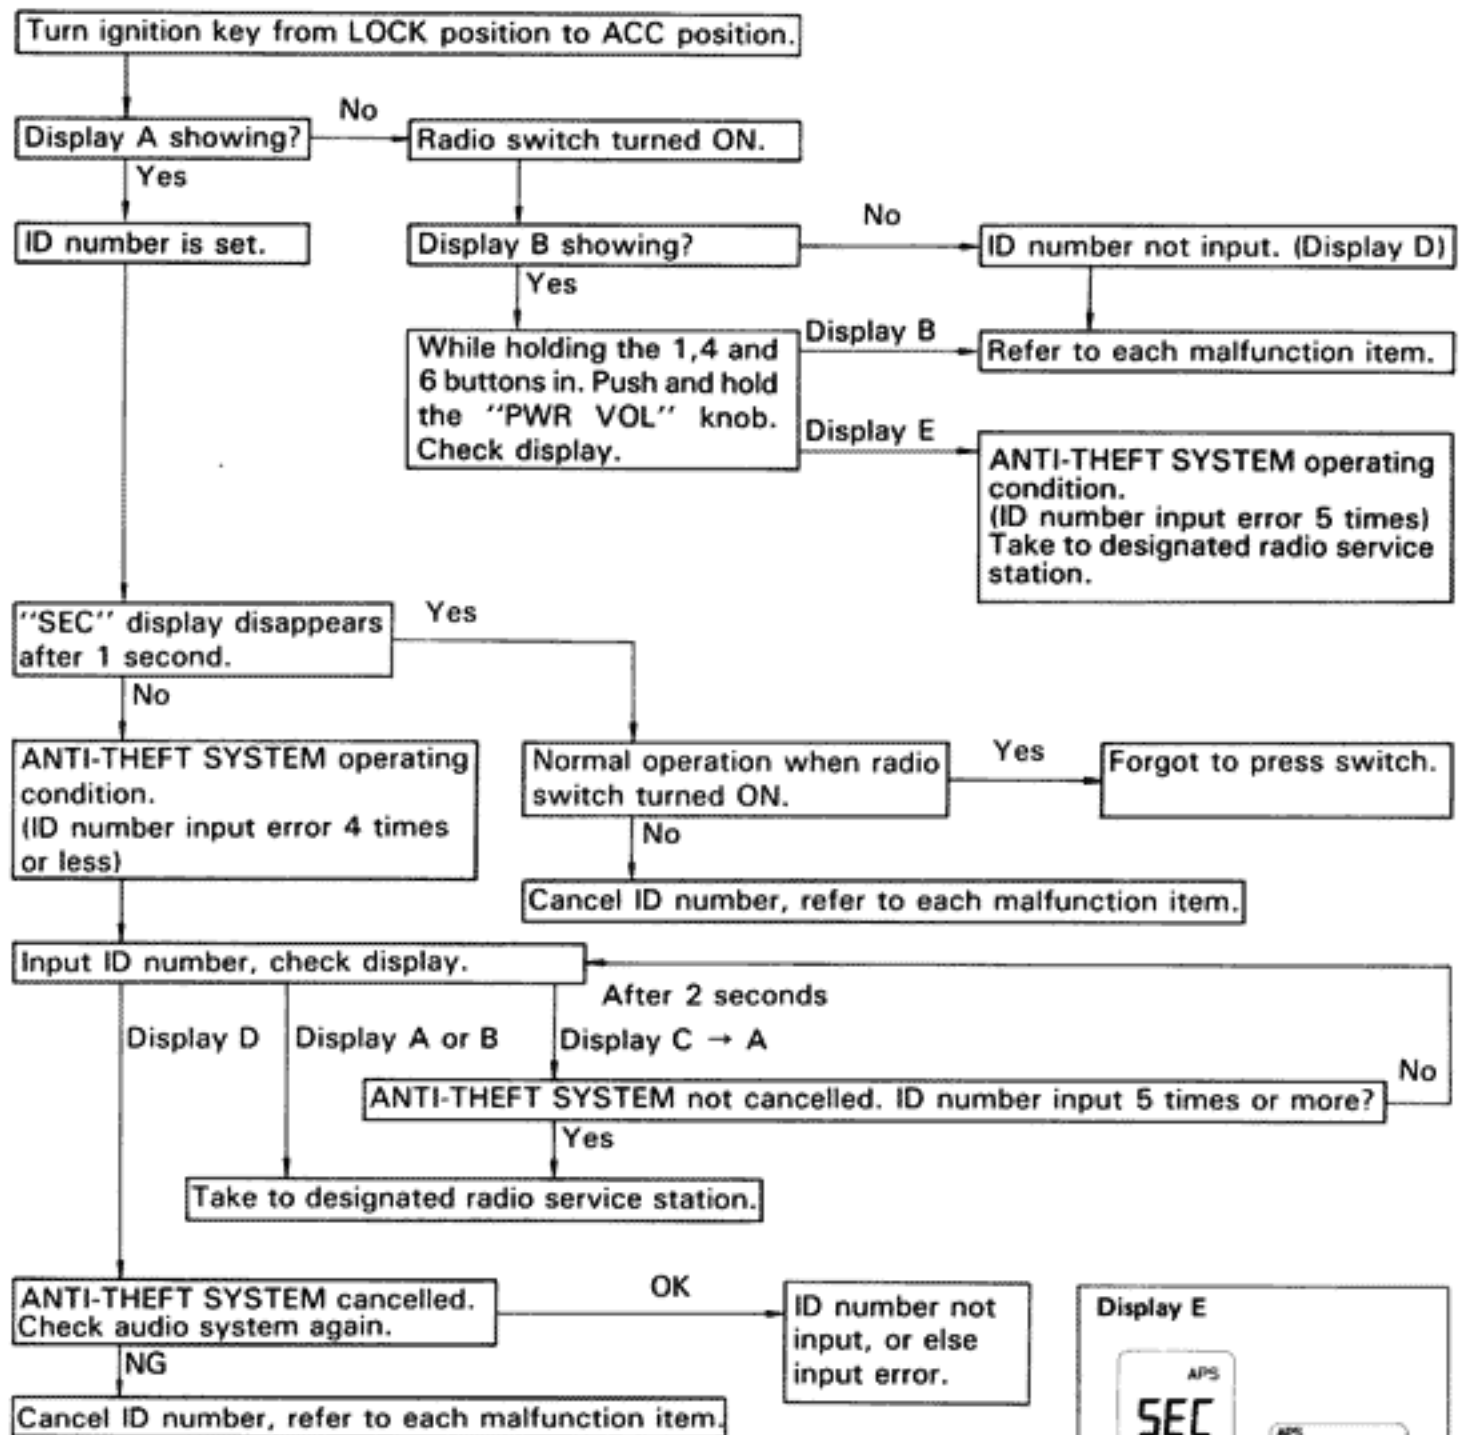 Turn ignition key from LOCK position to ACC position.
No
Display A showing?
Radio switch turned ON.
Yes
No
ID number is set.
Display B showing?
ID number not input. (Display D)
Yes
Display B
While holding the 1,4 and
6 buttons in. Push and hold
the "PWR VOL" knob.
Check display.
Refer to each malfunction item.
Display E
ANTI-THEFT SYSTEM operating
condition.
(ID number input error 5 times)
Take to designated radio service
station.
"SEC" display disappears
after 1 second.
Yes
No
ANTI-THEFT SYSTEM operating
condition.
(ID number input error 4 times
or less)
Normal operation when radio
switch turned ON.
Yes
Forgot to press switch.
No
Cancel ID number, refer to each malfunction item.
Input ID number, check display.
After 2 seconds
Display D
Display A or B
Display C → A
No
ANTI-THEFT SYSTEM not cancelled. ID number input 5 times or more?
Yes
Take to designated radio service station.
ANTI-THEFT SYSTEM cancelled.
Check audio system again.
OK
ID number not
input, or else
input error.
NG
Cancel ID number, refer to each malfunction item.
Display E
APS
SEC
APS